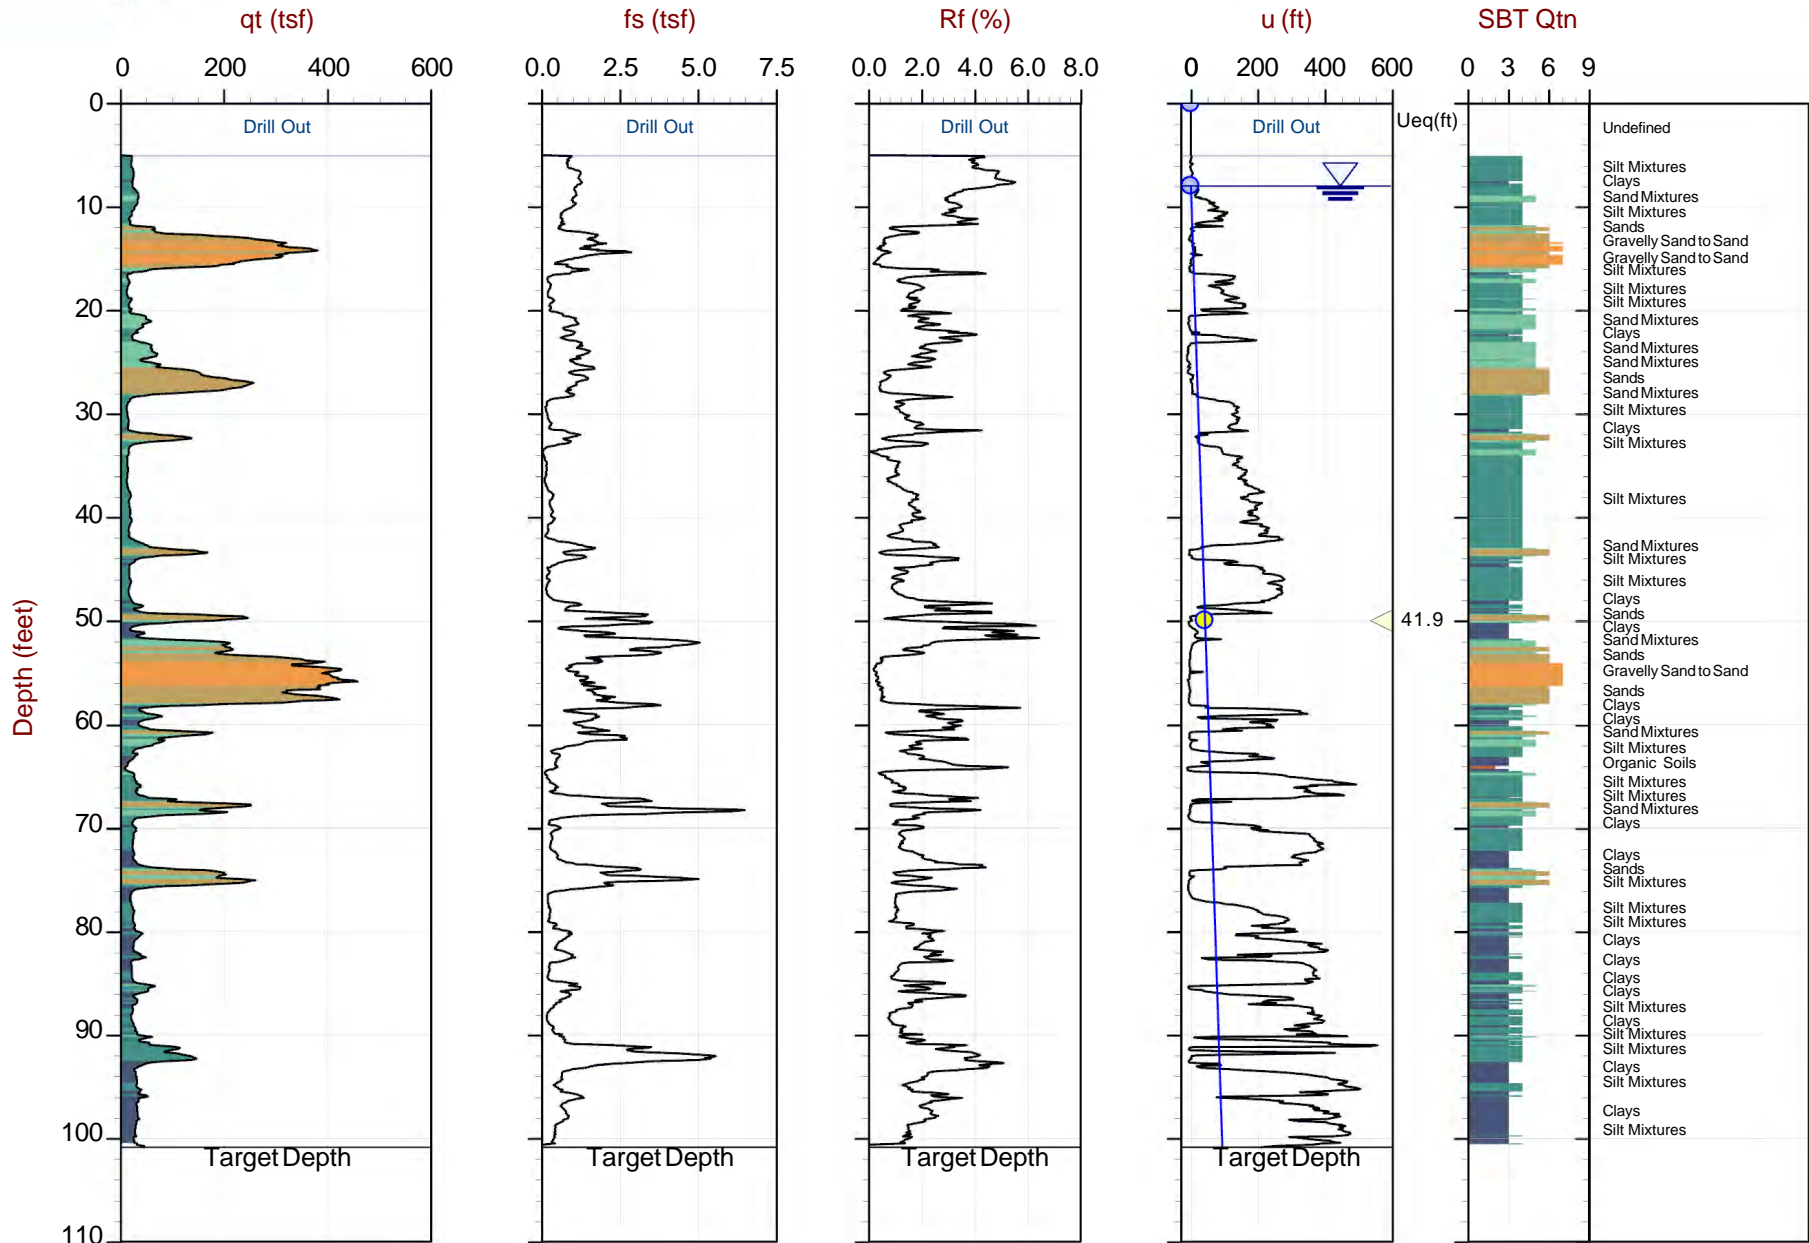 qt (tsf) fs (tsf) Rf (%) u (ft) SBT Qtn
0 200 400 600 0.0 2.5 5.0 7.5 0.0 2.0 4.0 6.0 8.0 0 200 400 600 0 3 6 9
0
Drill Out Drill Out Drill Out Drill Out Ueq(ft) Undefined
Silt Mixtures
Clays
Sand Mixtures
10
Silt Mixtures
Sands
Gravelly Sand to Sand
Gravelly Sand to Sand
Silt Mixtures
Silt Mixtures
Silt Mixtures
20
Sand Mixtures
Clays
Sand Mixtures
Sand Mixtures
Sands
Sand Mixtures
30
Silt Mixtures
Clays
Silt Mixtures
Silt Mixtures
40
Sand Mixtures
Silt Mixtures
Silt Mixtures
Clays
Sands
50 41.9
Clays
Sand Mixtures
Sands
Gravelly Sand to Sand
Sands
Clays
Clays
60
Sand Mixtures
Silt Mixtures
Organic Soils
Silt Mixtures
Silt Mixtures
Sand Mixtures
70
Clays
Clays
Sands
Silt Mixtures
Silt Mixtures
Silt Mixtures
80
Clays
Clays
Clays
Clays
Silt Mixtures
Clays
90
Silt Mixtures
Silt Mixtures
Clays
Silt Mixtures
Clays
100
Silt Mixtures
Target Depth Target Depth Target Depth Target Depth
110
Depth (feet)